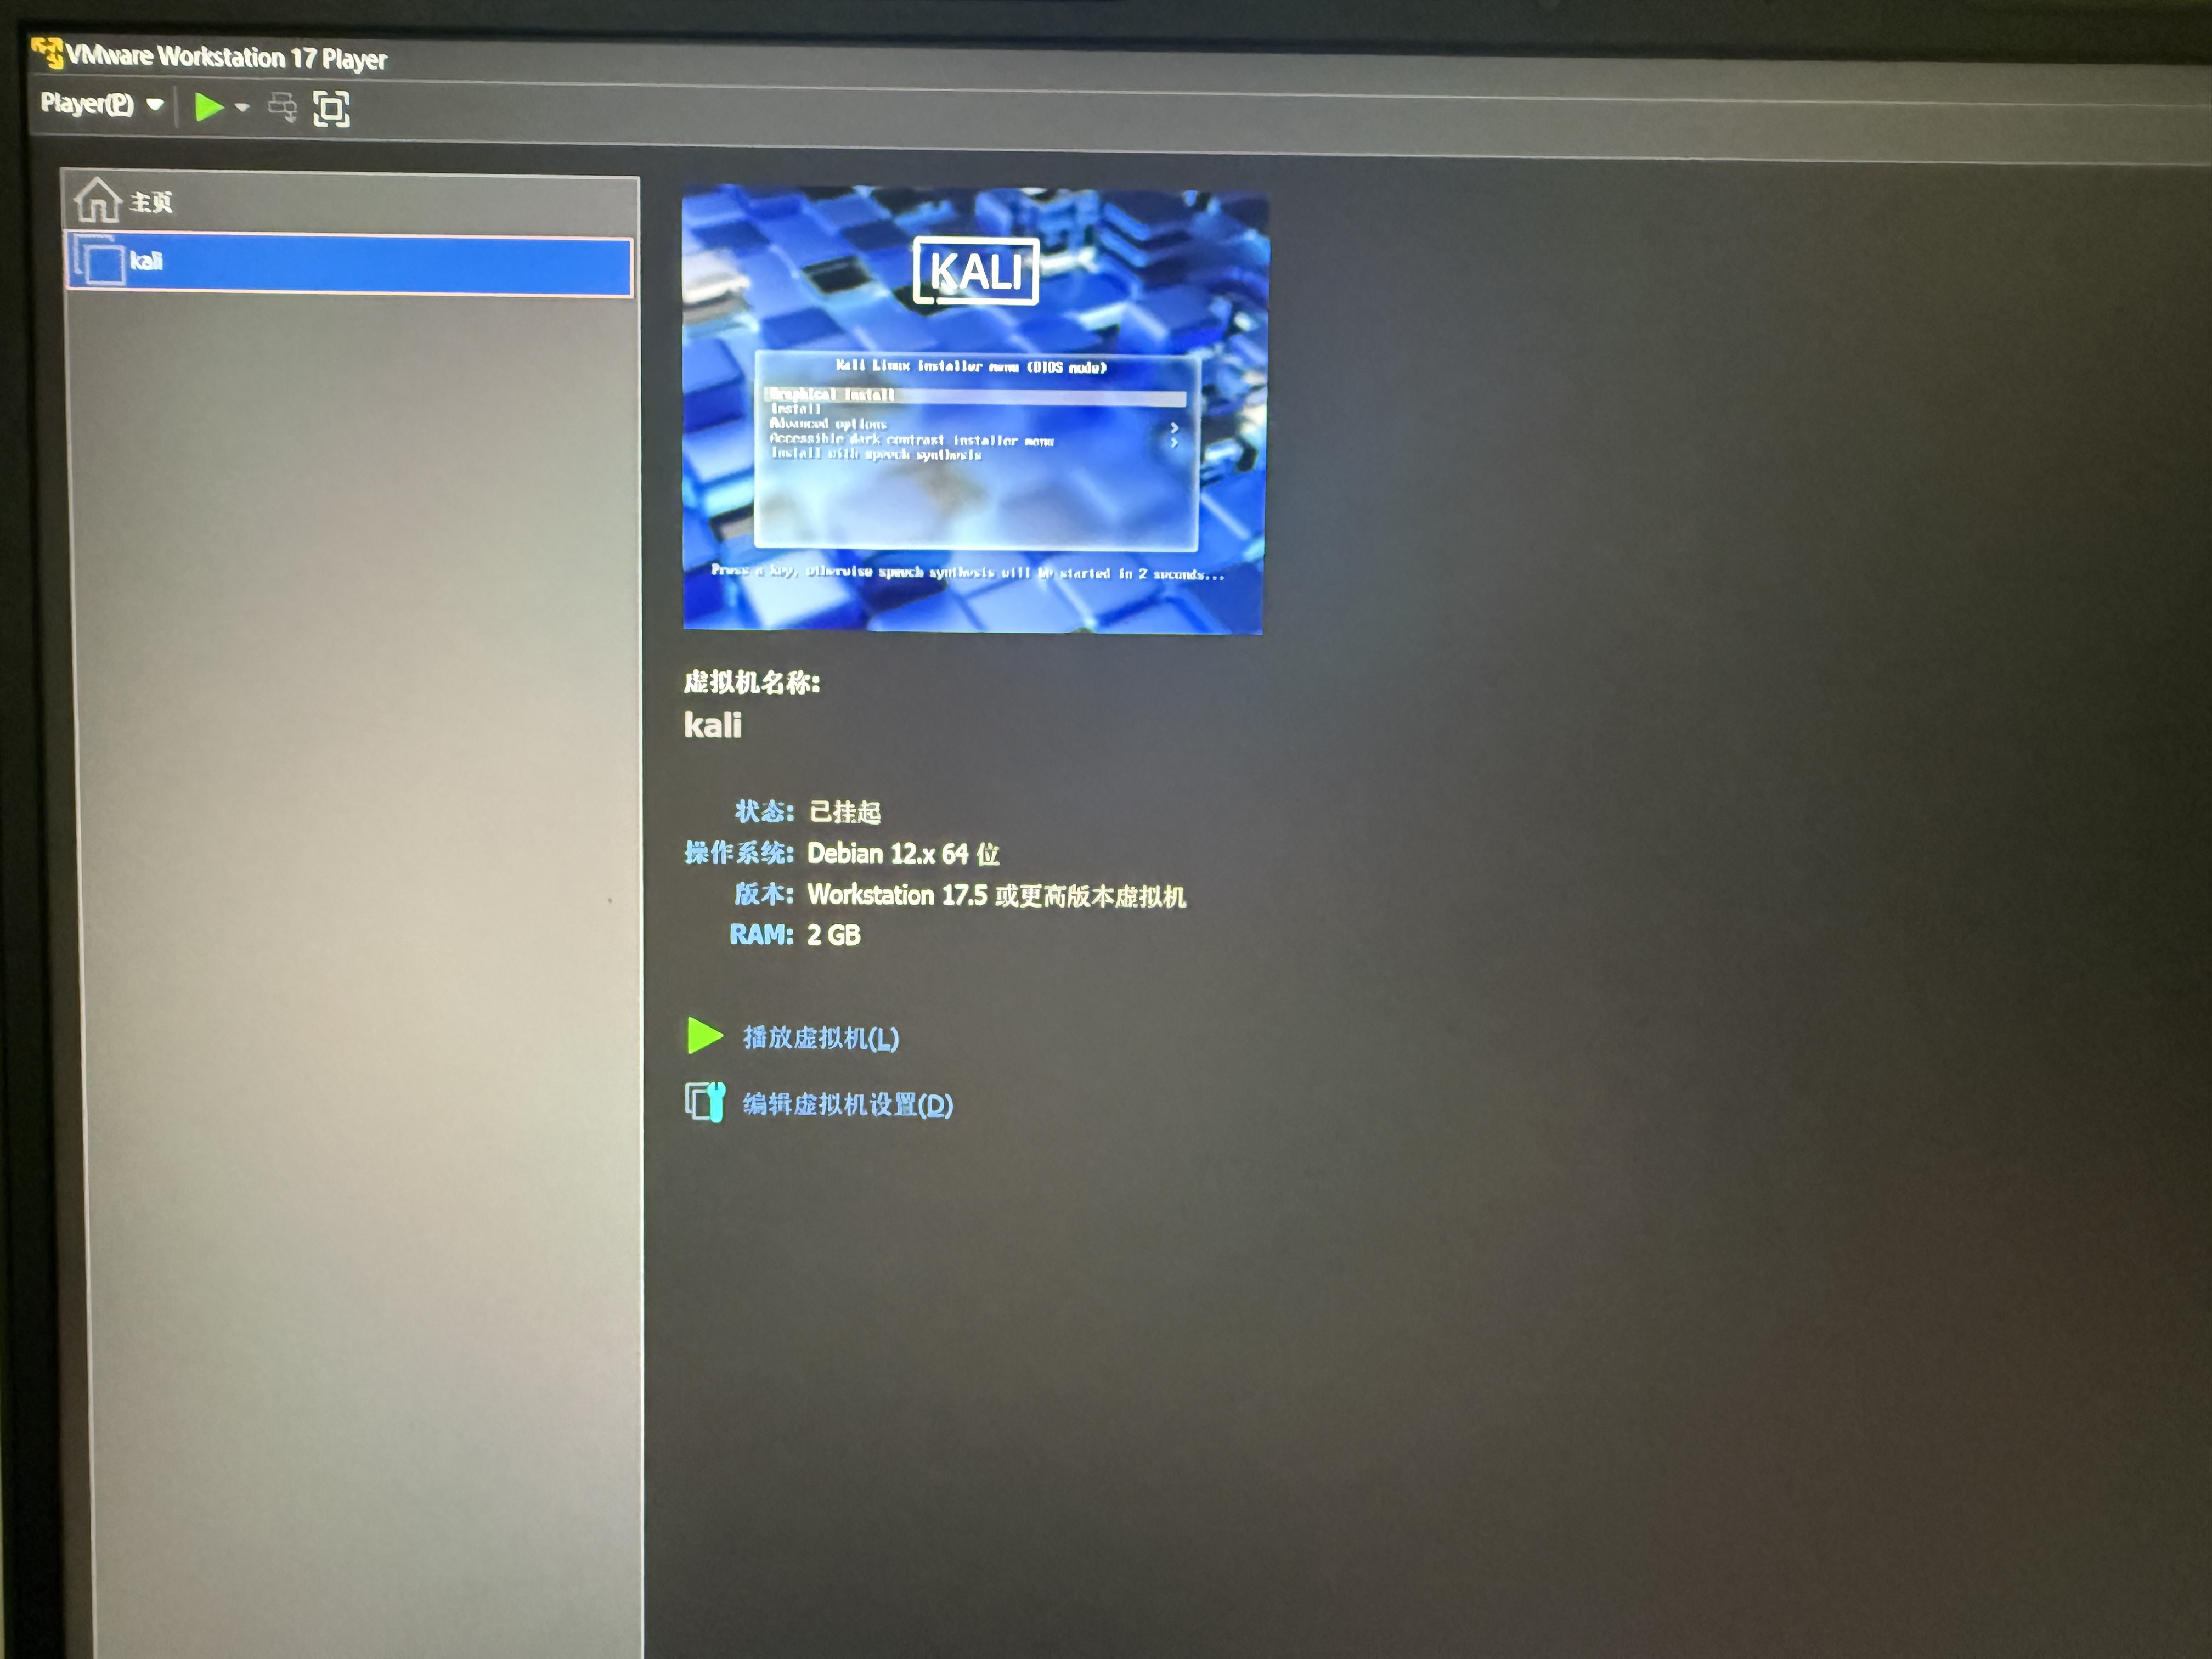 VMware Workstation 17 Player
Player(P)
主页
kali
KALI
Kali Linux installer menu (BIOS mode)
Graphical install
Install
Advanced options >
Accessible dark contrast installer menu >
Install with speech synthesis
Press a key, otherwise speech synthesis will be started in 2 seconds...
虚拟机名称:
kali
状态: 已挂起
操作系统: Debian 12.x 64 位
版本: Workstation 17.5 或更高版本虚拟机
RAM: 2 GB
播放虚拟机(L)
编辑虚拟机设置(D)